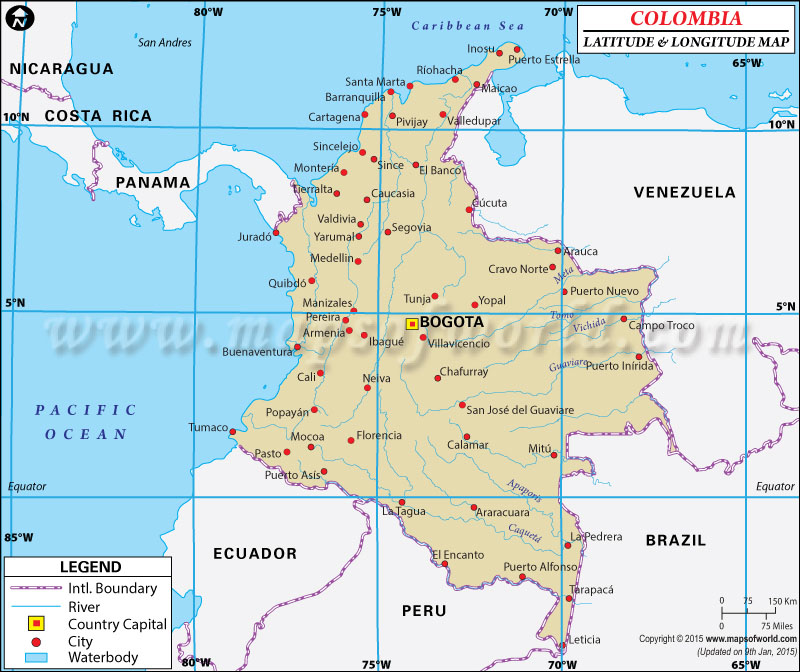 COLOMBIA
LATITUDE & LONGITUDE MAP
N
80°W
75°W
70°W
65°W
Caribbean Sea
San Andres
NICARAGUA
COSTA RICA
10°N
10°N
PANAMA
VENEZUELA
Inosu
Puerto Estrella
Ríohacha
Santa Marta
Maicao
Barranquilla
Cartagena
Pivijay
Valledupar
Sincelejo
Since
El Banco
Montería
Tierralta
Caucasia
Cúcuta
Valdivia
Segovia
Juradó
Yarumal
Arauca
Medellin
Cravo Norte
Meta
Quibdó
Puerto Nuevo
Tunja
Yopal
Manizales
5°N
5°N
Pereira
BOGOTA
Tomo
Vichida
Campo Troco
Armenia
Ibagué
Villavicencio
www.mapsofworld.com
Buenaventura
Guaviare
Puerto Inírida
Cali
Neiva
Chafurray
PACIFIC
OCEAN
Popayán
San José del Guaviare
Tumaco
Mocoa
Florencia
Calamar
Mitú
Pasto
Puerto Asís
Equator
Equator
Apaporis
La Tagua
Araracuara
Caquetá
La Pedrera
85°W
ECUADOR
BRAZIL
El Encanto
Puerto Alfonso
Tarapacá
PERU
Leticia
LEGEND
Intl. Boundary
River
Country Capital
City
Waterbody
0 75 150 Km
0 75 Miles
80°W
75°W
70°W
Copyright © 2015 www.mapsofworld.com
(Updated on 9th Jan, 2015)